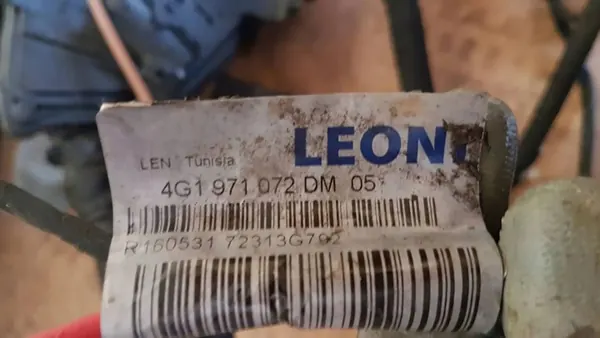 LEONI
LEN Tunisia
4G1 971 072 DM 05
R160531 72313G792